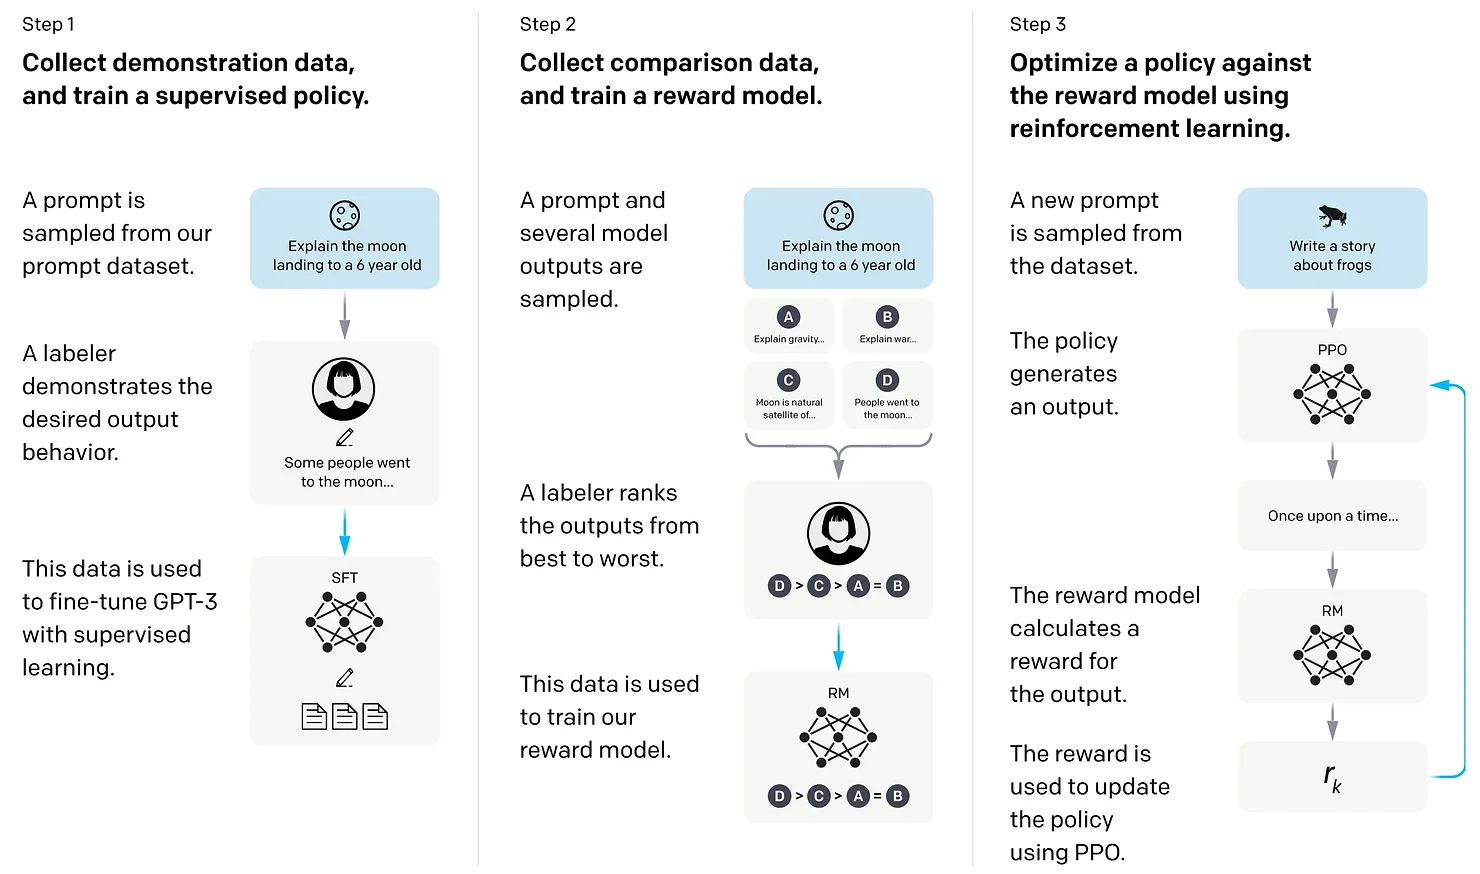 Step 1
Collect demonstration data,
and train a supervised policy.
A prompt is
sampled from our
prompt dataset.
Explain the moon
landing to a 6 year old
A labeler
demonstrates the
desired output
behavior.
Some people went
to the moon...
This data is used
to fine-tune GPT-3
with supervised
learning.
SFT
Step 2
Collect comparison data,
and train a reward model.
A prompt and
several model
outputs are
sampled.
Explain the moon
landing to a 6 year old
A
Explain gravity...
B
Explain war...
C
Moon is natural
satellite of...
D
People went to
the moon...
A labeler ranks
the outputs from
best to worst.
D > C > A = B
This data is used
to train our
reward model.
RM
D > C > A = B
Step 3
Optimize a policy against
the reward model using
reinforcement learning.
A new prompt
is sampled from
the dataset.
Write a story
about frogs
The policy
generates
an output.
PPO
Once upon a time...
The reward model
calculates a
reward for
the output.
RM
The reward is
used to update
the policy
using PPO.
rk